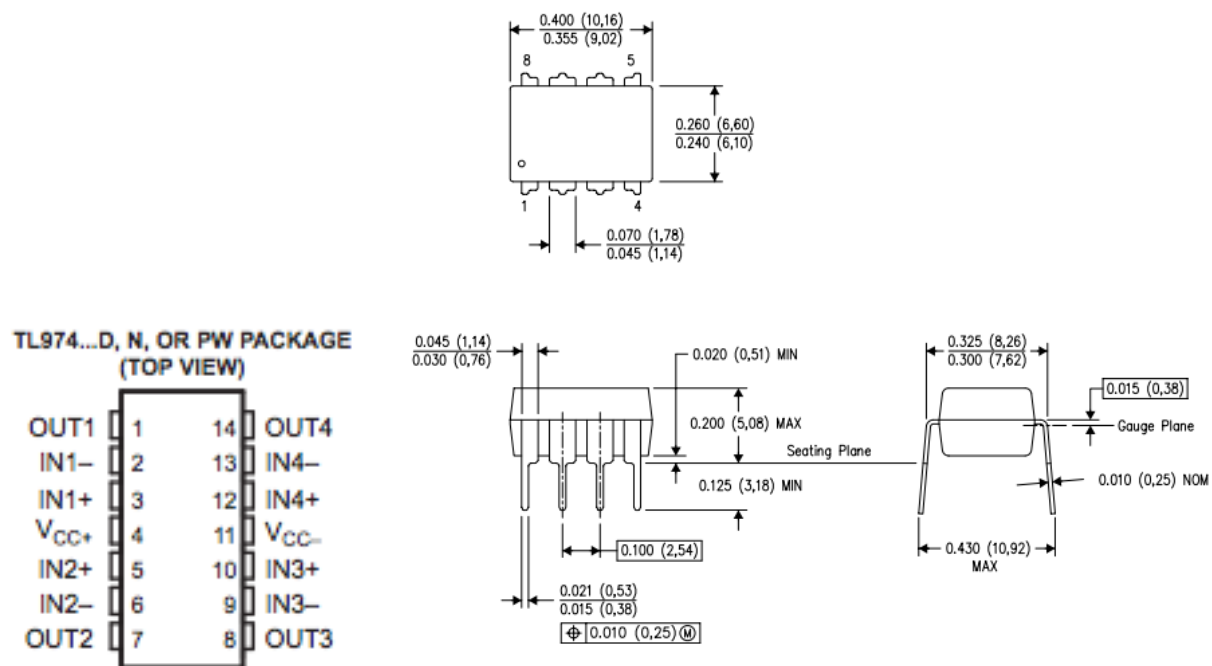 0.400 (10,16)
0.355 (9,02)
8 5
0.260 (6,60)
0.240 (6,10)
1 4
0.070 (1,78)
0.045 (1,14)
TL974...D, N, OR PW PACKAGE
(TOP VIEW)
OUT1 1 14 OUT4
IN1– 2 13 IN4–
IN1+ 3 12 IN4+
VCC+ 4 11 VCC–
IN2+ 5 10 IN3+
IN2– 6 9 IN3–
OUT2 7 8 OUT3
0.045 (1,14)
0.030 (0,76)
0.020 (0,51) MIN
0.200 (5,08) MAX
Seating Plane
0.125 (3,18) MIN
0.100 (2,54)
0.021 (0,53)
0.015 (0,38)
⌖ 0.010 (0,25) Ⓜ
0.325 (8,26)
0.300 (7,62)
0.015 (0,38)
Gauge Plane
0.010 (0,25) NOM
0.430 (10,92)
MAX